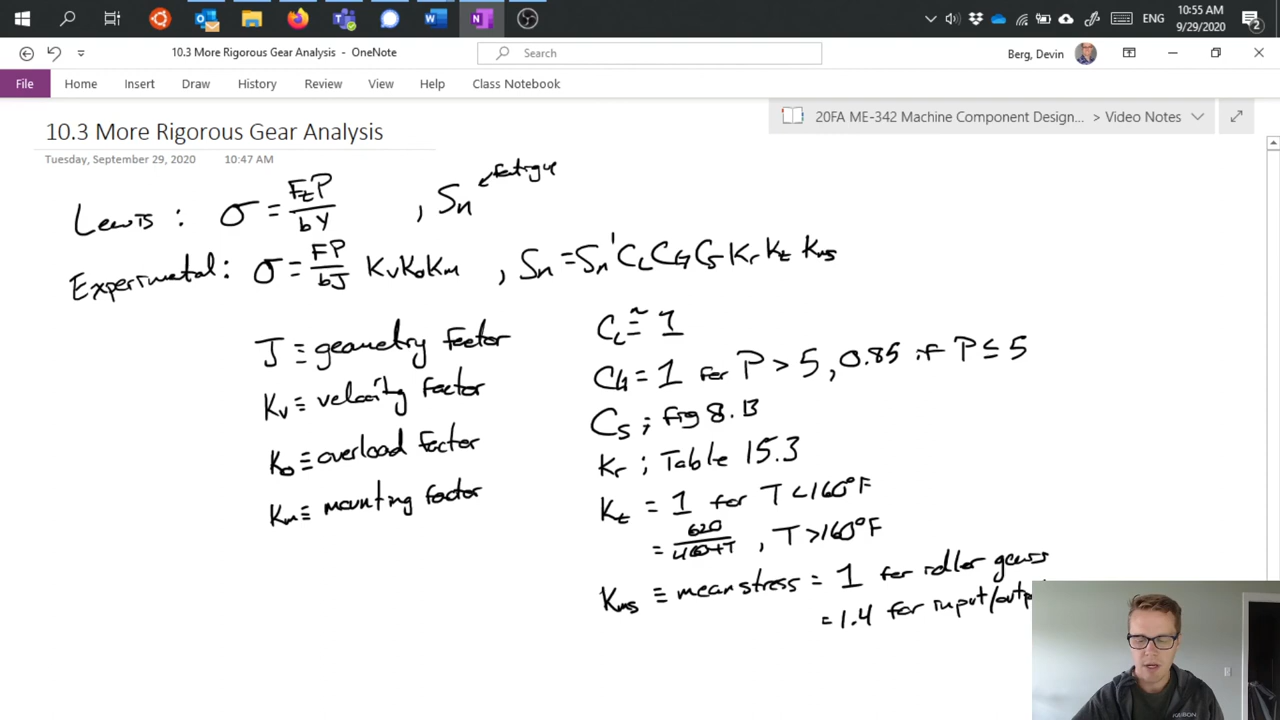 10:55 AM
ENG
9/29/2020
2
10.3 More Rigorous Gear Analysis - OneNote
Search
Berg, Devin
File Home Insert Draw History Review View Help Class Notebook
10.3 More Rigorous Gear Analysis
20FA ME-342 Machine Component Design... > Video Notes
Tuesday, September 29, 2020 10:47 AM
fatigue
Lewis : σ = FtP/bY , Sn
Experimetal: σ = FP/bJ KvKoKm , Sn = Sn' CL CG Cs Kr Kt Kms
J ≡ geometry factor
Kv ≡ velocity factor
Ko ≡ overload factor
Km ≡ mounting factor
CL ≅ 1
CG = 1 for P > 5, 0.85 if P ≤ 5
Cs ; fig 8.13
Kr ; Table 15.3
Kt = 1 for T < 160°F
= 620/460+T , T > 160°F
Kms ≡ mean stress = 1 for idler gears
= 1.4 for input/outp